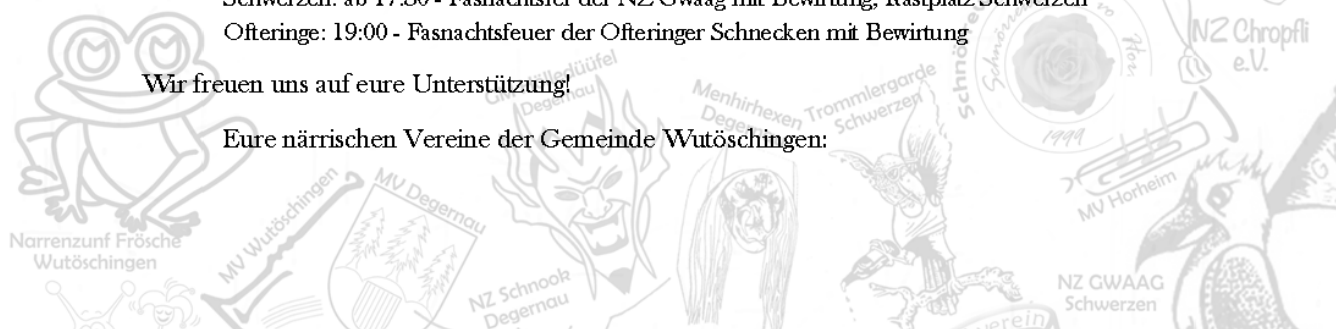 Schwerzen: ab 17:30 - Fasnachtsfer der NZ Gwaag mit Bewirtung, Rastplatz Schwerzen
Ofteringe: 19:00 - Fasnachtsfeuer der Ofteringer Schnecken mit Bewirtung
Wir freuen uns auf eure Unterstützung!
Eure närrischen Vereine der Gemeinde Wutöschingen:
NZ Chropfli
e.V.
Degernau
Menhirhexen
Trommlergarde
Schwerzen
1999
MV Horheim
Narrenzunft Frösche
Wutöschingen
MV Wutöschingen
MV Degernau
NZ Schnook
Degernau
NZ GWAAG
Schwerzen